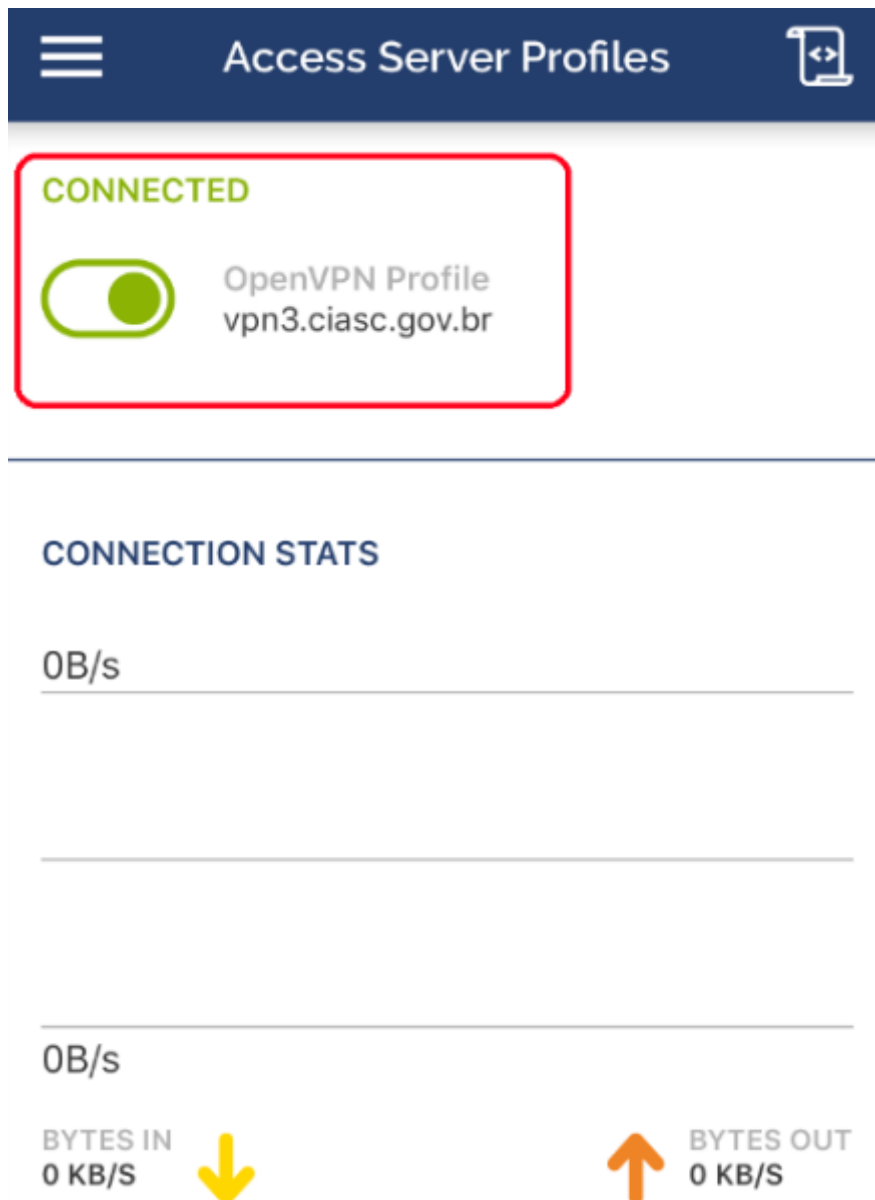 Access Server Profiles
CONNECTED
OpenVPN Profile
vpn3.ciasc.gov.br
CONNECTION STATS
0B/s
0B/s
BYTES IN
0 KB/S
BYTES OUT
0 KB/S